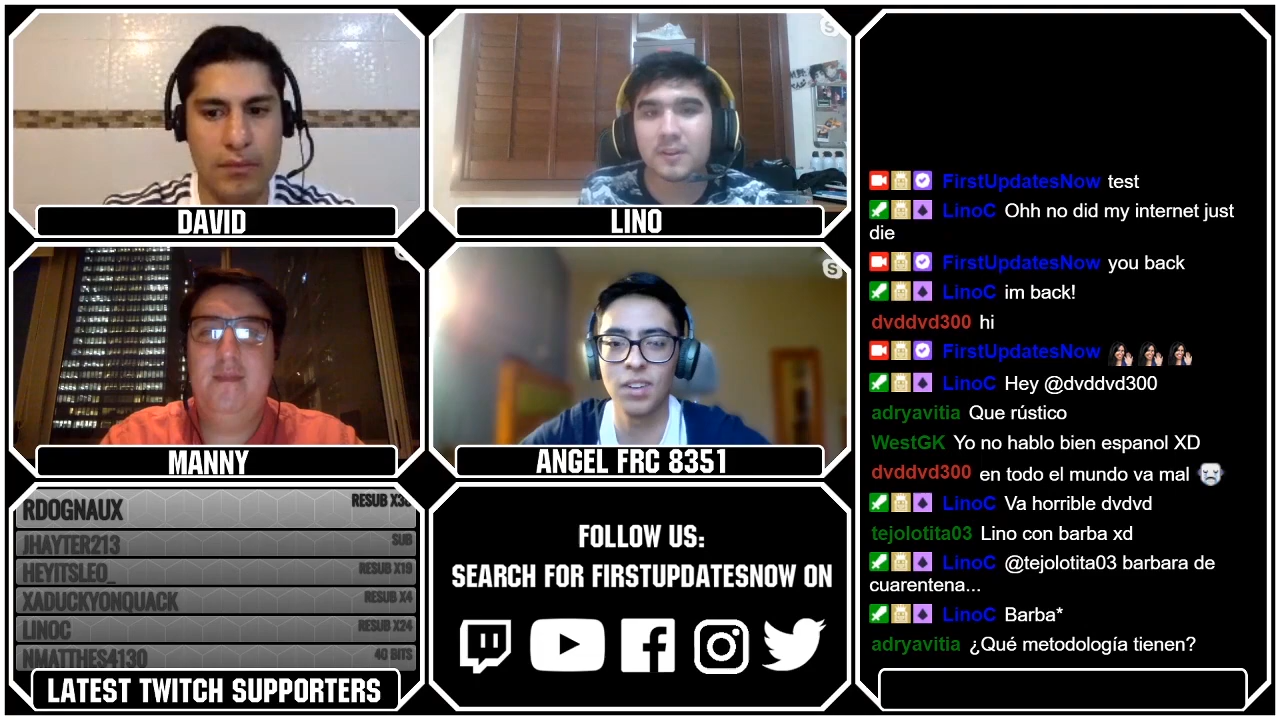 DAVID
LINO
MANNY
ANGEL FRC 8351
RDOGNAUX
RESUB X36
JHAYTER213
SUB
HEYITSLEO_
RESUB X19
XADUCKYONQUACK
RESUB X4
LINOC
RESUB X24
NMATTHES4130
40 BITS
LATEST TWITCH SUPPORTERS
FOLLOW US:
SEARCH FOR FIRSTUPDATESNOW ON
FirstUpdatesNow test
LinoC Ohh no did my internet just
die
FirstUpdatesNow you back
LinoC im back!
dvddvd300 hi
FirstUpdatesNow
LinoC Hey @dvddvd300
adryavitia Que rústico
WestGK Yo no hablo bien espanol XD
dvddvd300 en todo el mundo va mal
LinoC Va horrible dvdvd
tejolotita03 Lino con barba xd
LinoC @tejolotita03 barbara de
cuarentena...
LinoC Barba*
adryavitia ¿Qué metodología tienen?